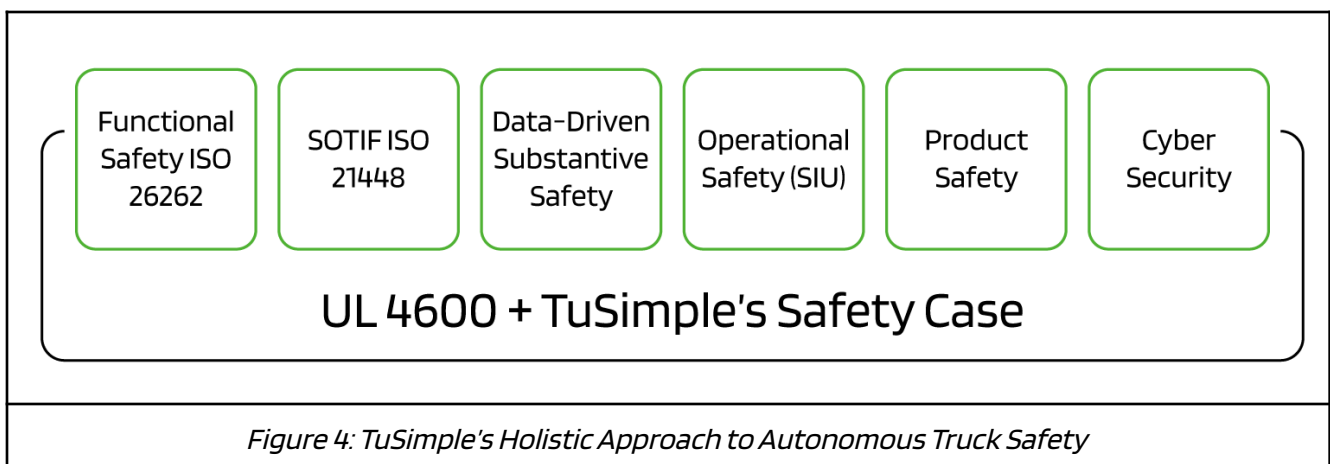 Functional
Safety ISO
26262
SOTIF ISO
21448
Data-Driven
Substantive
Safety
Operational
Safety (SIU)
Product
Safety
Cyber
Security
UL 4600 + TuSimple's Safety Case
Figure 4: TuSimple's Holistic Approach to Autonomous Truck Safety